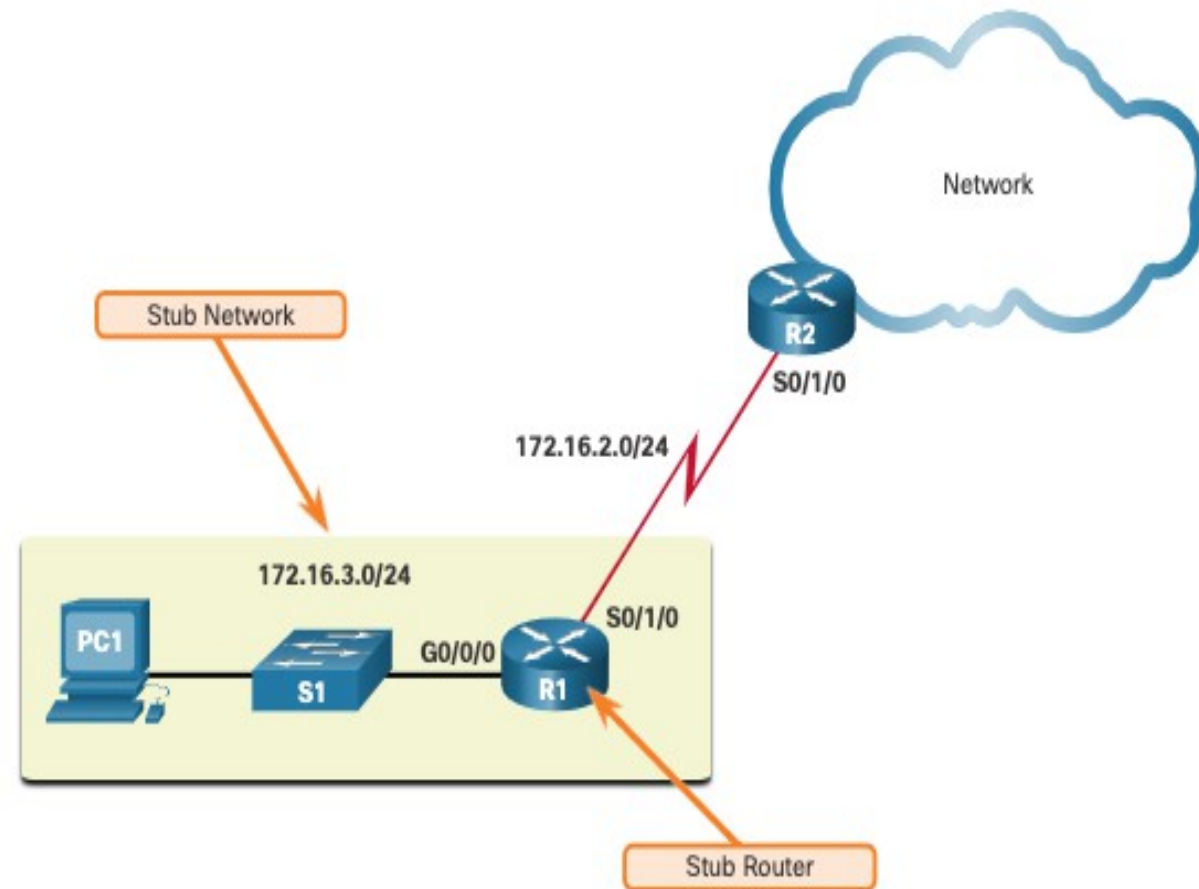 Network
Stub Network
R2
S0/1/0
172.16.2.0/24
172.16.3.0/24
S0/1/0
PC1
G0/0/0
S1
R1
Stub Router